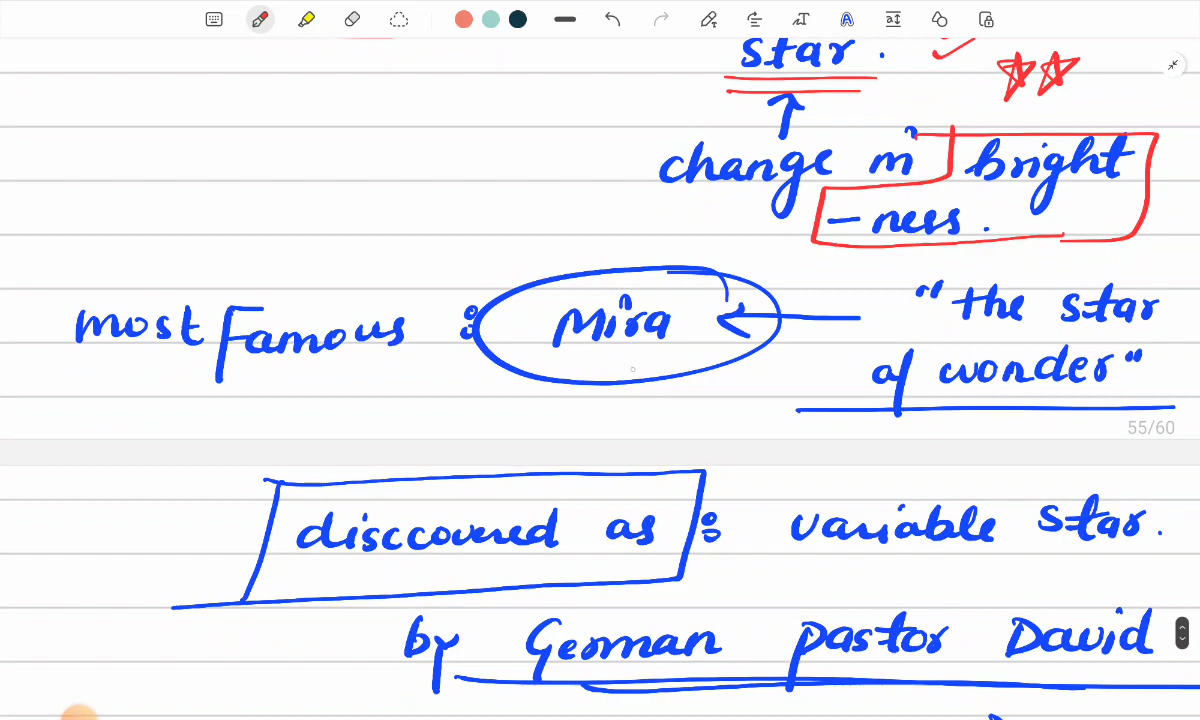 star.
change in bright
-ness.
most Famous : Mira "the star
of wonder"
55/60
disccovered as : variable star.
by German pastor David